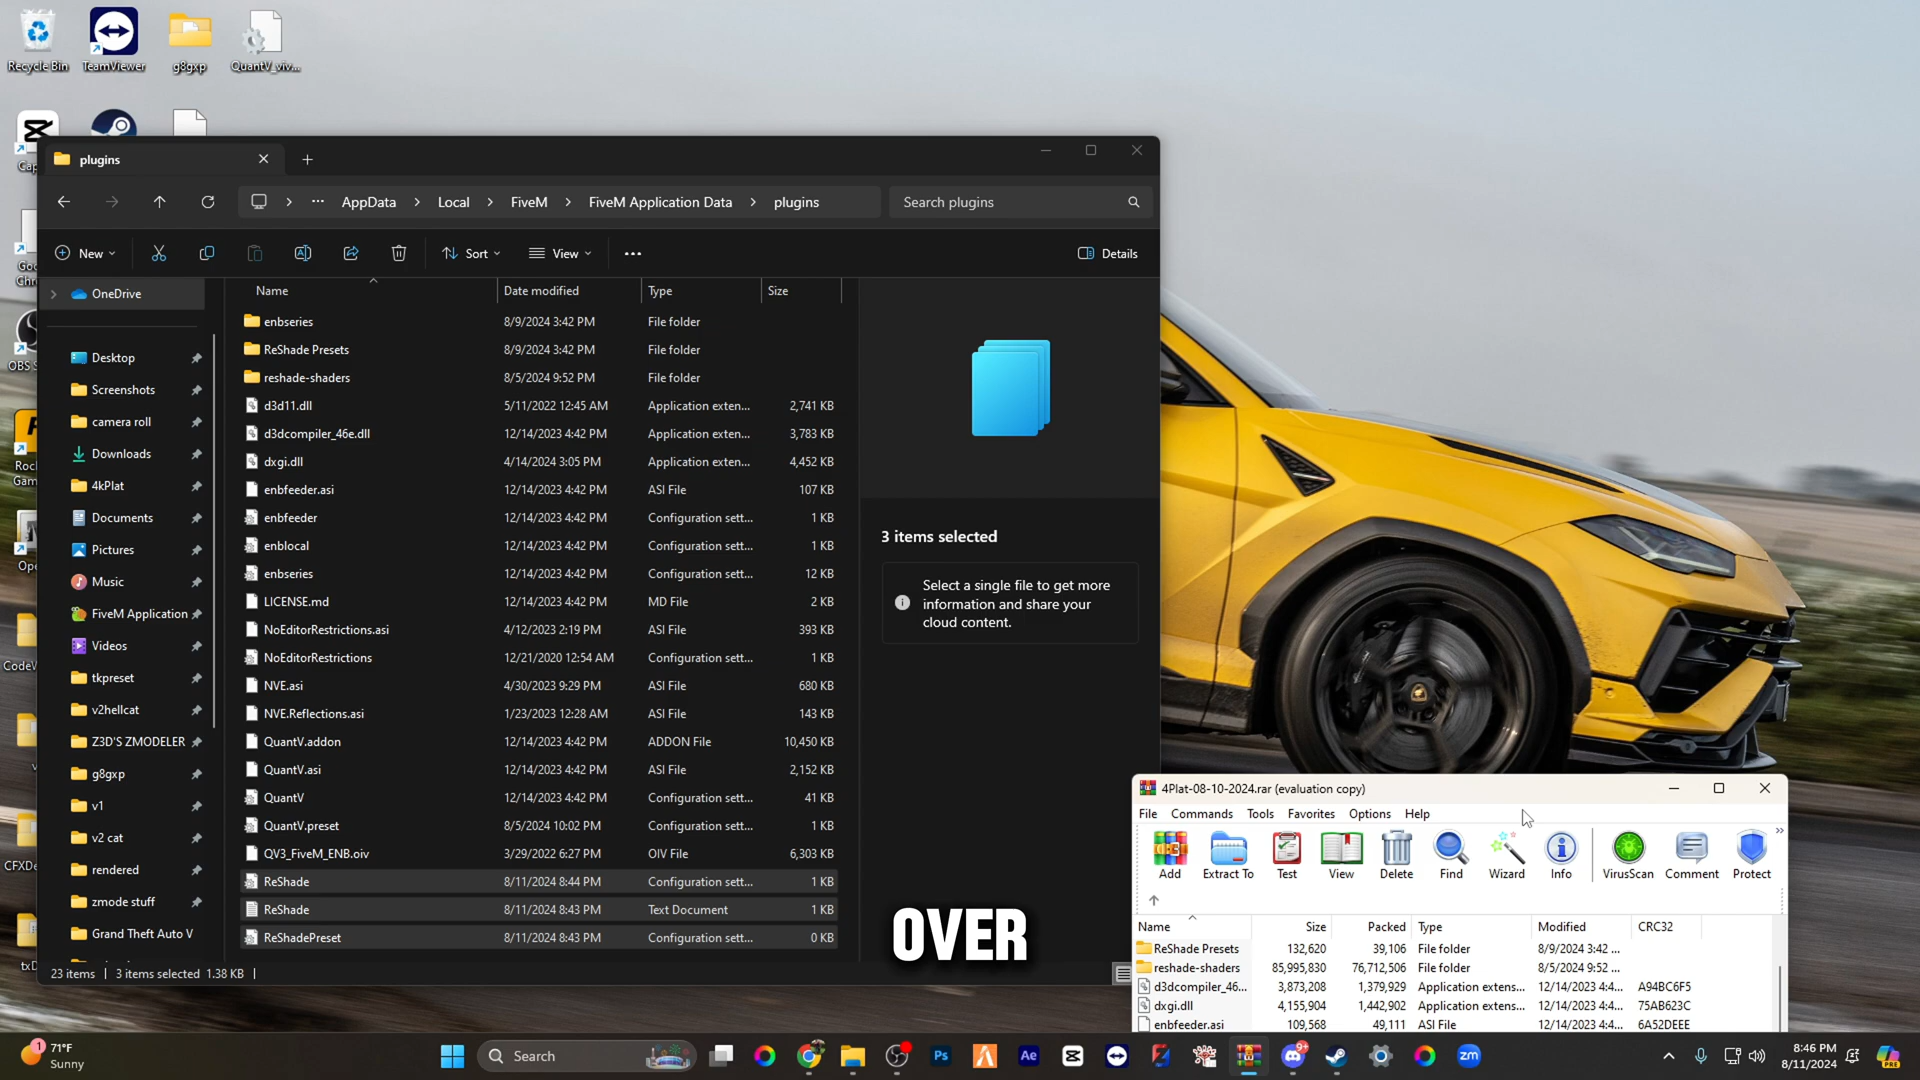 Recycle Bin
TeamViewer
g8gxp
QuantV_viv...
plugins
AppData
Local
FiveM
FiveM Application Data
plugins
Search plugins
New
Sort
View
Details
Name
Date modified
Type
Size
OneDrive
Desktop
Screenshots
camera roll
Downloads
4kPlat
Documents
Pictures
Music
FiveM Application
Videos
tkpreset
v2hellcat
Z3D'S ZMODELER
g8gxp
v1
v2 cat
rendered
zmode stuff
Grand Theft Auto V
enbseries 8/9/2024 3:42 PM File folder
ReShade Presets 8/9/2024 3:42 PM File folder
reshade-shaders 8/5/2024 9:52 PM File folder
d3d11.dll 5/11/2022 12:45 AM Application exten... 2,741 KB
d3dcompiler_46e.dll 12/14/2023 4:42 PM Application exten... 3,783 KB
dxgi.dll 4/14/2024 3:05 PM Application exten... 4,452 KB
enbfeeder.asi 12/14/2023 4:42 PM ASI File 107 KB
enbfeeder 12/14/2023 4:42 PM Configuration sett... 1 KB
enblocal 12/14/2023 4:42 PM Configuration sett... 1 KB
enbseries 12/14/2023 4:42 PM Configuration sett... 12 KB
LICENSE.md 12/14/2023 4:42 PM MD File 2 KB
NoEditorRestrictions.asi 4/12/2023 2:19 PM ASI File 393 KB
NoEditorRestrictions 12/21/2020 12:54 AM Configuration sett... 1 KB
NVE.asi 4/30/2023 9:29 PM ASI File 680 KB
NVE.Reflections.asi 1/23/2023 12:28 AM ASI File 143 KB
QuantV.addon 12/14/2023 4:42 PM ADDON File 10,450 KB
QuantV.asi 12/14/2023 4:42 PM ASI File 2,152 KB
QuantV 12/14/2023 4:42 PM Configuration sett... 41 KB
QuantV.preset 8/5/2024 10:02 PM Configuration sett... 1 KB
QV3_FiveM_ENB.oiv 3/29/2022 6:27 PM OIV File 6,303 KB
ReShade 8/11/2024 8:44 PM Configuration sett... 1 KB
ReShade 8/11/2024 8:43 PM Text Document 1 KB
ReShadePreset 8/11/2024 8:43 PM Configuration sett... 0 KB
3 items selected
Select a single file to get more
information and share your
cloud content.
23 items
3 items selected 1.38 KB
OVER
4Plat-08-10-2024.rar (evaluation copy)
File Commands Tools Favorites Options Help
Add Extract To Test View Delete Find Wizard Info VirusScan Comment Protect
Name Size Packed Type Modified CRC32
ReShade Presets 132,620 39,106 File folder 8/9/2024 3:42 ...
reshade-shaders 85,995,830 76,712,506 File folder 8/5/2024 9:52 ...
d3dcompiler_46... 3,873,208 1,379,929 Application extens... 12/14/2023 4:4... A94BC6F5
dxgi.dll 4,155,904 1,442,902 Application extens... 12/14/2023 4:4... 75AB623C
enbfeeder.asi 109,568 49,111 ASI File 12/14/2023 4:4... 6A52DEEE
1
71°F
Sunny
Search
Ps
Ae
9+
zm
8:46 PM
8/11/2024
PRE